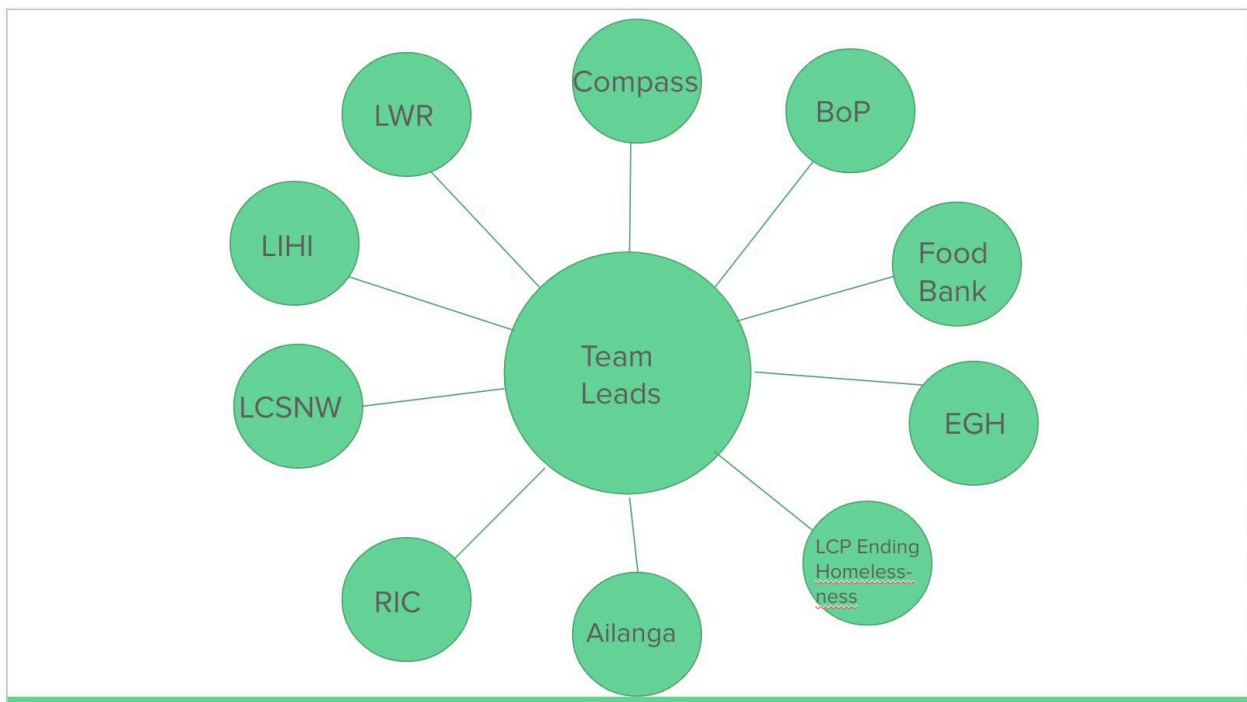 Compass
LWR
BoP
LIHI
Food
Bank
Team
Leads
LCSNW
EGH
LCP Ending
Homeless-
ness
RIC
Ailanga